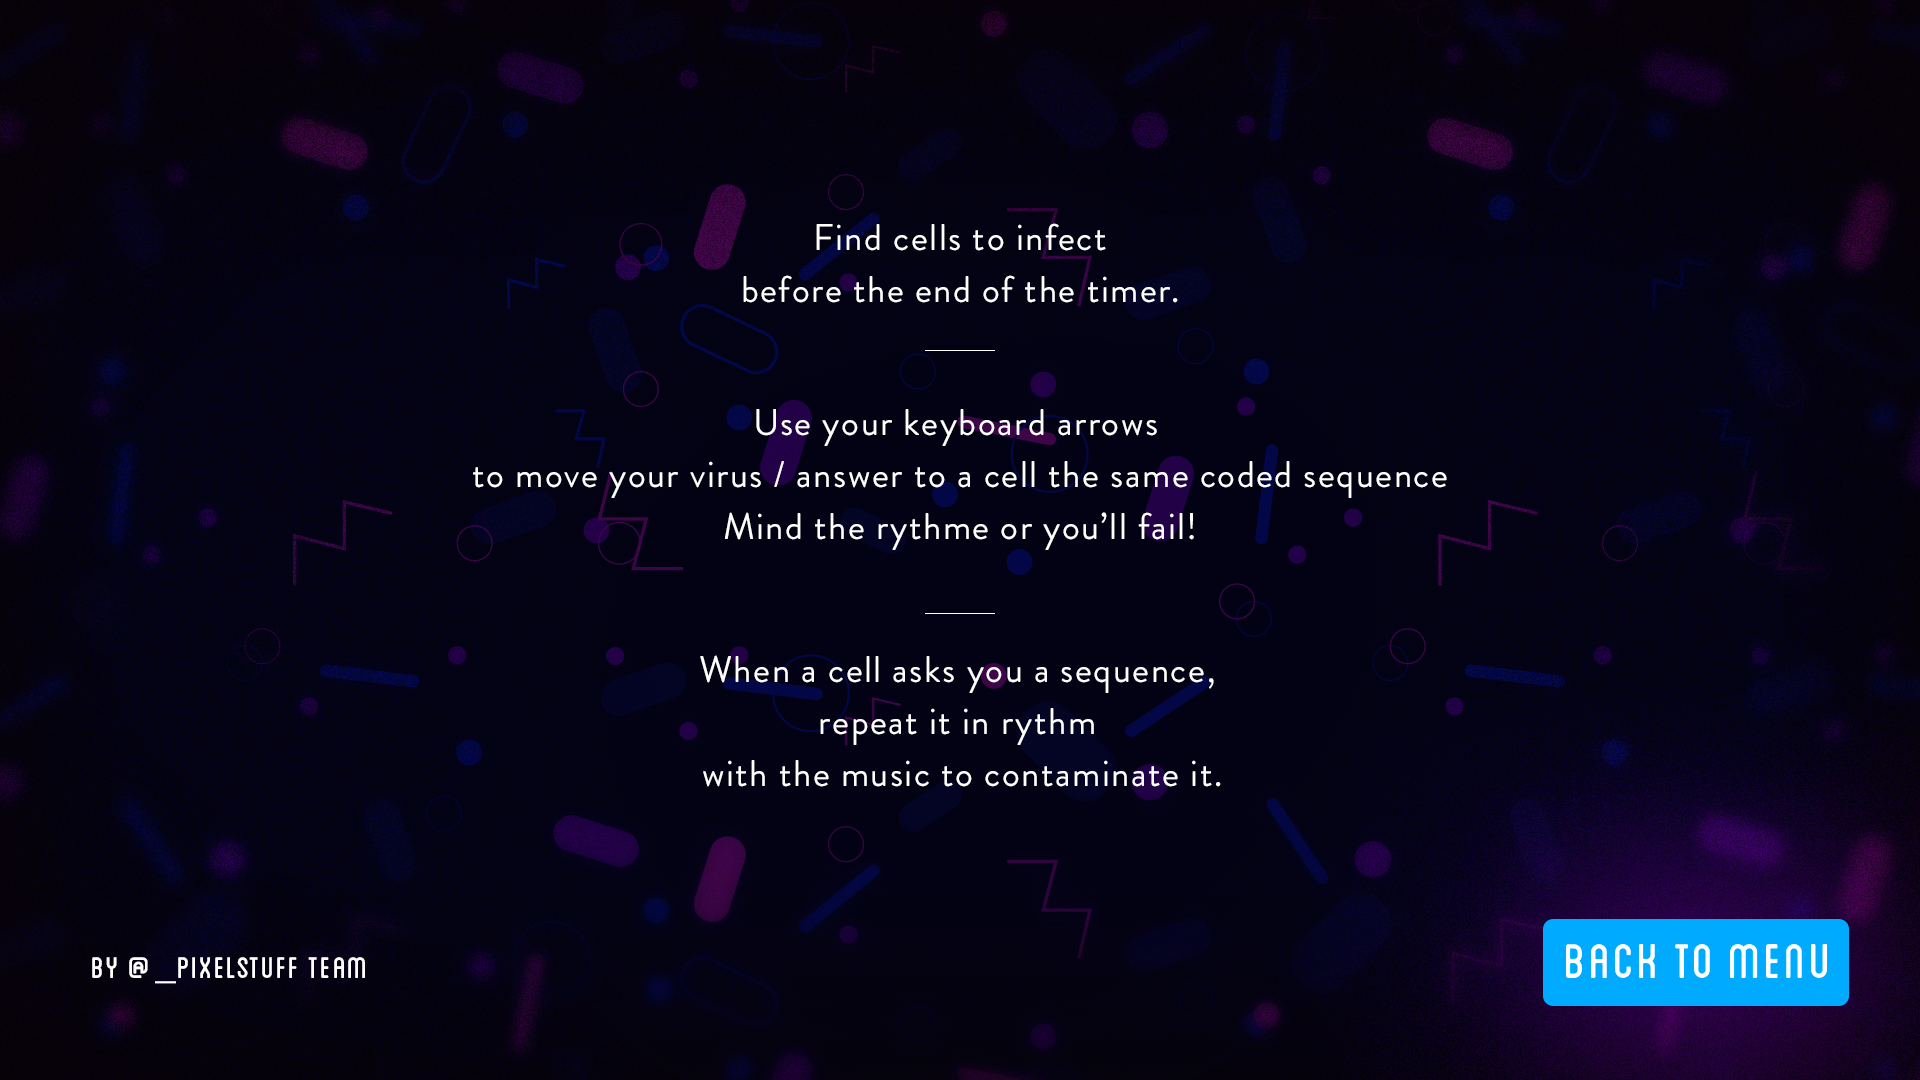 Find cells to infect
before the end of the timer.
Use your keyboard arrows
to move your virus / answer to a cell the same coded sequence
Mind the rythme or you’ll fail!
When a cell asks you a sequence,
repeat it in rythm
with the music to contaminate it.
BY @__PIXELSTUFF TEAM
BACK TO MENU